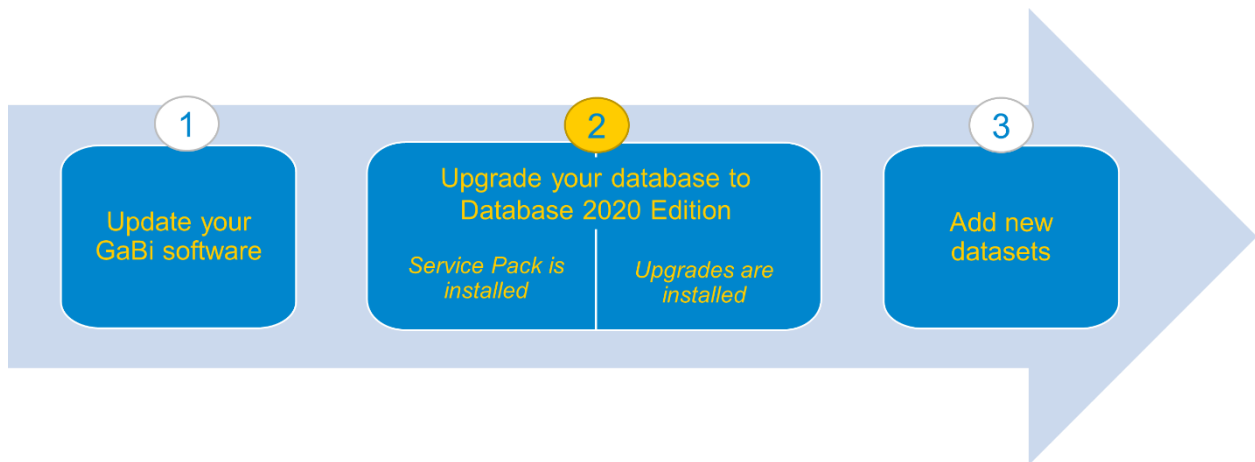 1
Update your
GaBi software
2
Upgrade your database to
Database 2020 Edition
Service Pack is
installed
Upgrades are
installed
3
Add new
datasets